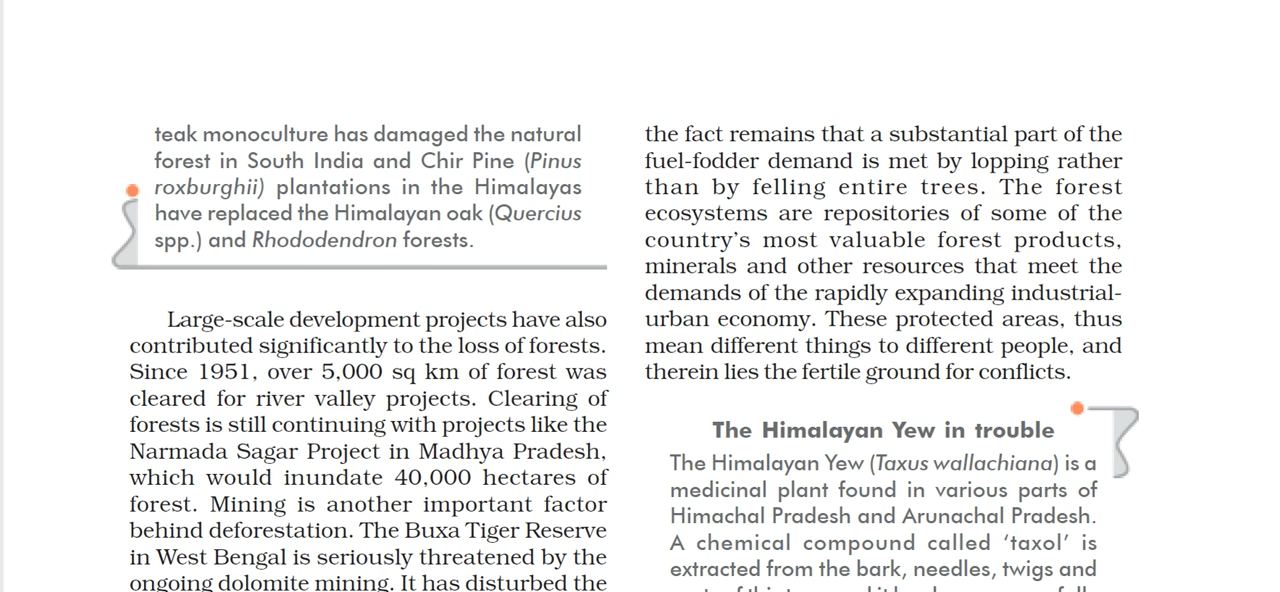 teak monoculture has damaged the natural
forest in South India and Chir Pine (Pinus
roxburghii) plantations in the Himalayas
have replaced the Himalayan oak (Quercius
spp.) and Rhododendron forests.
Large-scale development projects have also
contributed significantly to the loss of forests.
Since 1951, over 5,000 sq km of forest was
cleared for river valley projects. Clearing of
forests is still continuing with projects like the
Narmada Sagar Project in Madhya Pradesh,
which would inundate 40,000 hectares of
forest. Mining is another important factor
behind deforestation. The Buxa Tiger Reserve
in West Bengal is seriously threatened by the
ongoing dolomite mining. It has disturbed the
the fact remains that a substantial part of the
fuel-fodder demand is met by lopping rather
than by felling entire trees. The forest
ecosystems are repositories of some of the
country's most valuable forest products,
minerals and other resources that meet the
demands of the rapidly expanding industrial-
urban economy. These protected areas, thus
mean different things to different people, and
therein lies the fertile ground for conflicts.
The Himalayan Yew in trouble
The Himalayan Yew (Taxus wallachiana) is a
medicinal plant found in various parts of
Himachal Pradesh and Arunachal Pradesh.
A chemical compound called 'taxol' is
extracted from the bark, needles, twigs and